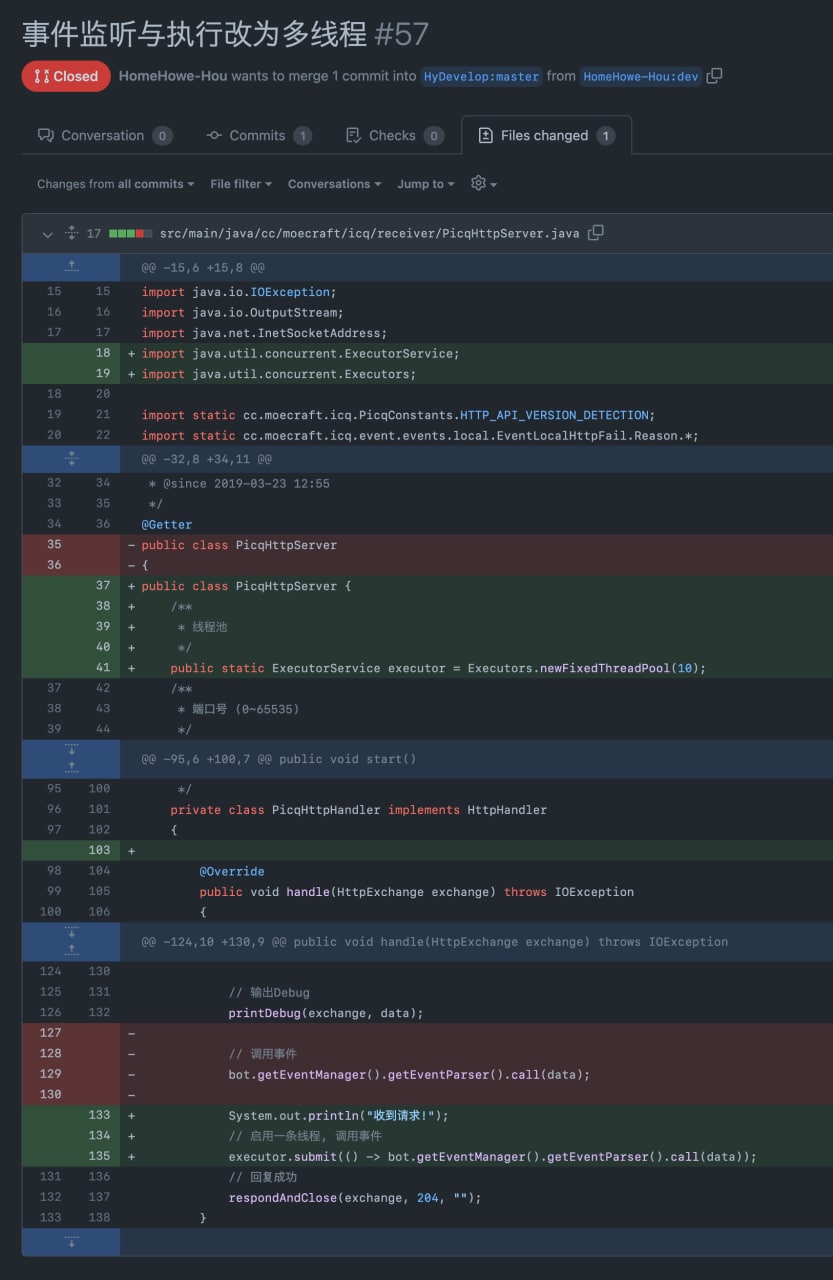 事件监听与执行改为多线程 #57
Closed HomeHowe-Hou wants to merge 1 commit into HyDevelop:master from HomeHowe-Hou:dev
Conversation 0 Commits 1 Checks 0 Files changed 1
Changes from all commits File filter Conversations Jump to
17 src/main/java/cc/moecraft/icq/receiver/PicqHttpServer.java
@@ -15,6 +15,8 @@
15 15 import java.io.IOException;
16 16 import java.io.OutputStream;
17 17 import java.net.InetSocketAddress;
18 + import java.util.concurrent.ExecutorService;
19 + import java.util.concurrent.Executors;
18 20
19 21 import static cc.moecraft.icq.PicqConstants.HTTP_API_VERSION_DETECTION;
20 22 import static cc.moecraft.icq.event.events.local.EventLocalHttpFail.Reason.*;
@@ -32,8 +34,11 @@
32 34 * @since 2019-03-23 12:55
33 35 */
34 36 @Getter
35 - public class PicqHttpServer
36 - {
37 + public class PicqHttpServer {
38 + /**
39 + * 线程池
40 + */
41 + public static ExecutorService executor = Executors.newFixedThreadPool(10);
37 42 /**
38 43 * 端口号 (0~65535)
39 44 */
@@ -95,6 +100,7 @@ public void start()
95 100 */
96 101 private class PicqHttpHandler implements HttpHandler
97 102 {
103 +
98 104 @Override
99 105 public void handle(HttpExchange exchange) throws IOException
100 106 {
@@ -124,10 +130,9 @@ public void handle(HttpExchange exchange) throws IOException
124 130
125 131 // 输出Debug
126 132 printDebug(exchange, data);
127 -
128 - // 调用事件
129 - bot.getEventManager().getEventParser().call(data);
130 -
133 + System.out.println("收到请求!");
134 + // 启用一条线程, 调用事件
135 + executor.submit(() -> bot.getEventManager().getEventParser().call(data));
131 136 // 回复成功
132 137 respondAndClose(exchange, 204, "");
133 138 }